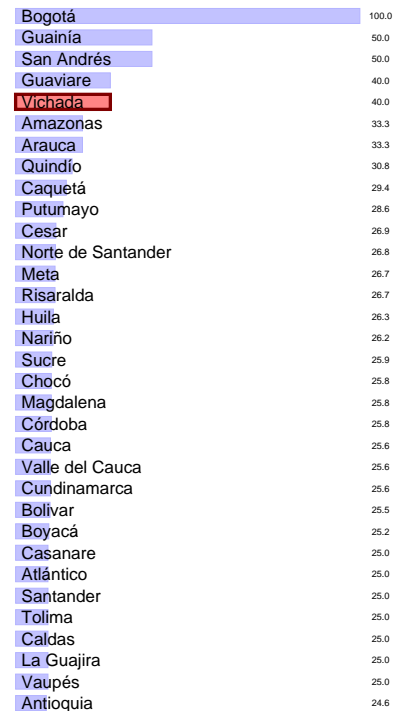 Bogotá 100.0
Guainía 50.0
San Andrés 50.0
Guaviare 40.0
Vichada 40.0
Amazonas 33.3
Arauca 33.3
Quindío 30.8
Caquetá 29.4
Putumayo 28.6
Cesar 26.9
Norte de Santander 26.8
Meta 26.7
Risaralda 26.7
Huila 26.3
Nariño 26.2
Sucre 25.9
Chocó 25.8
Magdalena 25.8
Córdoba 25.8
Cauca 25.6
Valle del Cauca 25.6
Cundinamarca 25.6
Bolivar 25.5
Boyacá 25.2
Casanare 25.0
Atlántico 25.0
Santander 25.0
Tolima 25.0
Caldas 25.0
La Guajira 25.0
Vaupés 25.0
Antioquia 24.6